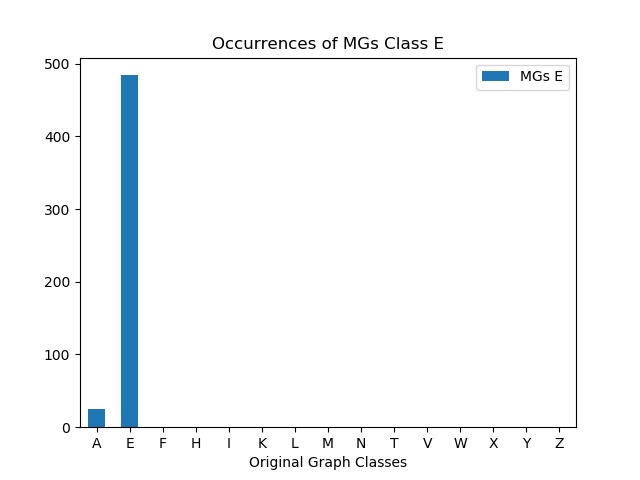 Occurrences of MGs Class E
MGs E
500
400
300
200
100
0
A E F H I K L M N T V W X Y Z
Original Graph Classes